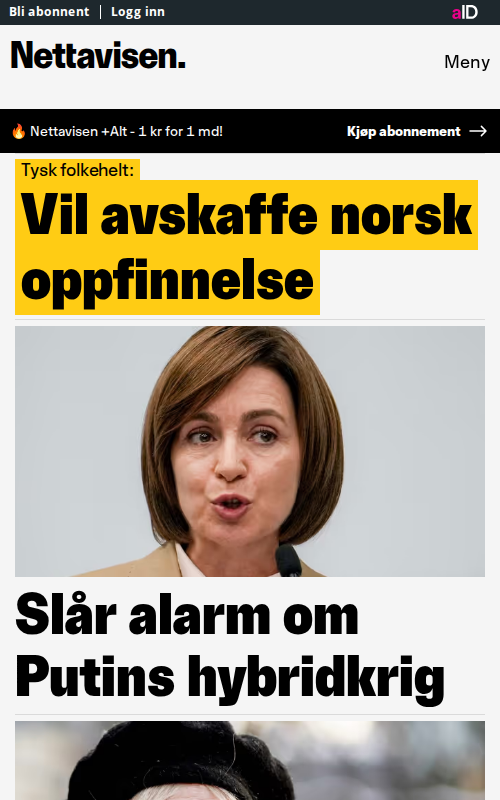 Bli abonnent | Logg inn
aID
Nettavisen.
Meny
🔥 Nettavisen +Alt - 1 kr for 1 md!
Kjøp abonnement →
Tysk folkehelt:
Vil avskaffe norsk
oppfinnelse
Slår alarm om
Putins hybridkrig